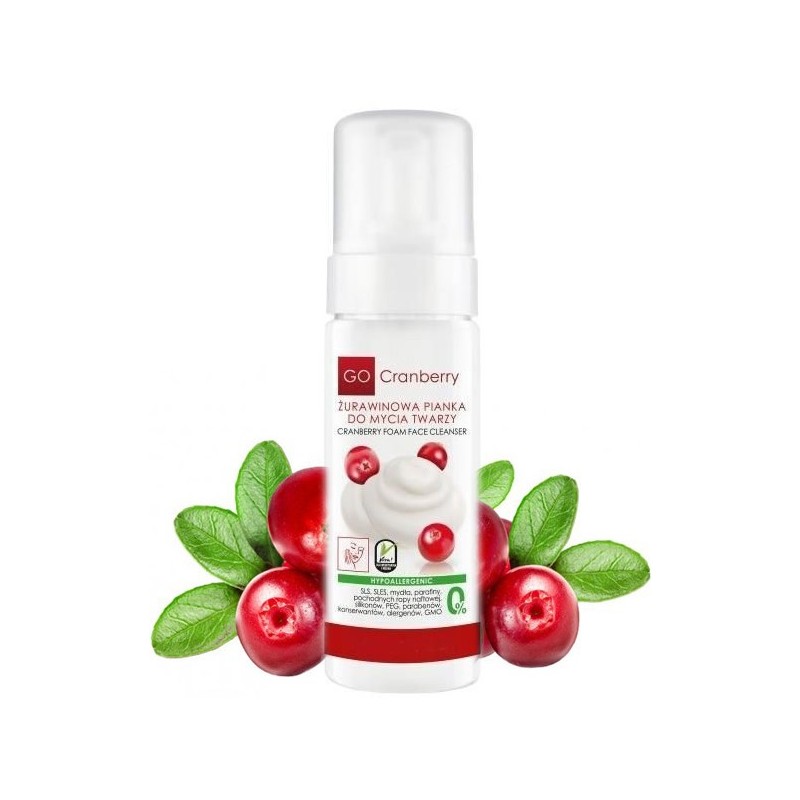 GO Cranberry
ŻURAWINOWA PIANKA
DO MYCIA TWARZY
CRANBERRY FOAM FACE CLEANSER
Viva!
HYPOALLERGENIC
SLS, SLES, mydła, parafiny,
pochodnych ropy naftowej,
silikonów, PEG, parabenów,
konserwantów, alergenów, GMO
0%